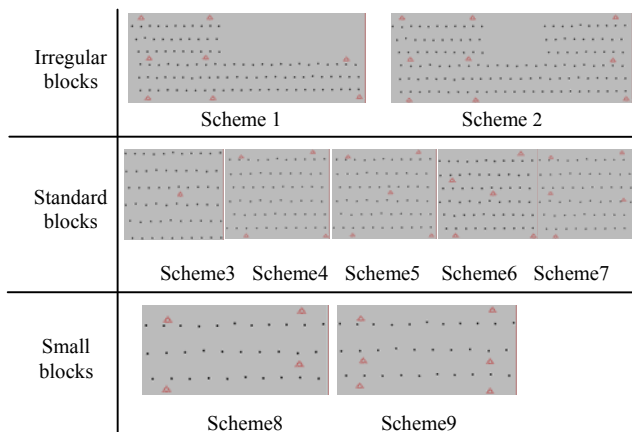 Irregular
blocks
Scheme 1 Scheme 2
Standard
blocks
Scheme3 Scheme4 Scheme5 Scheme6 Scheme7
Small
blocks
Scheme8 Scheme9